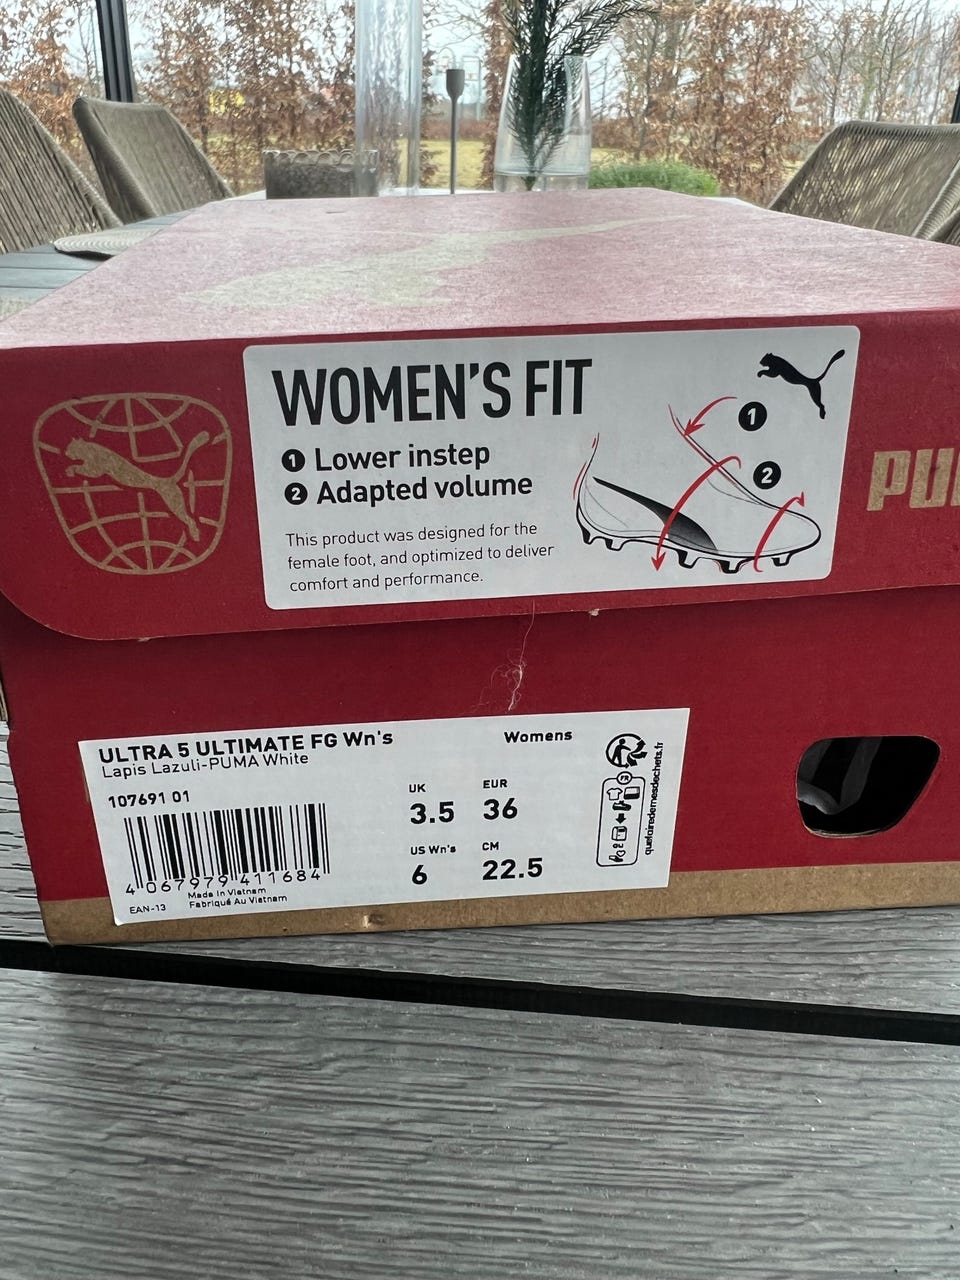 WOMEN'S FIT
1 Lower instep
2 Adapted volume
This product was designed for the
female foot, and optimized to deliver
comfort and performance.
1
2
PU
ULTRA 5 ULTIMATE FG Wn's
Womens
Lapis Lazuli-PUMA White
107691 01
UK
EUR
3.5
36
US Wn's
CM
6
22.5
4 067979 411684
EAN-13
Made in Vietnam
Fabriqué Au Vietnam
FR
quefairedemesdechets.fr